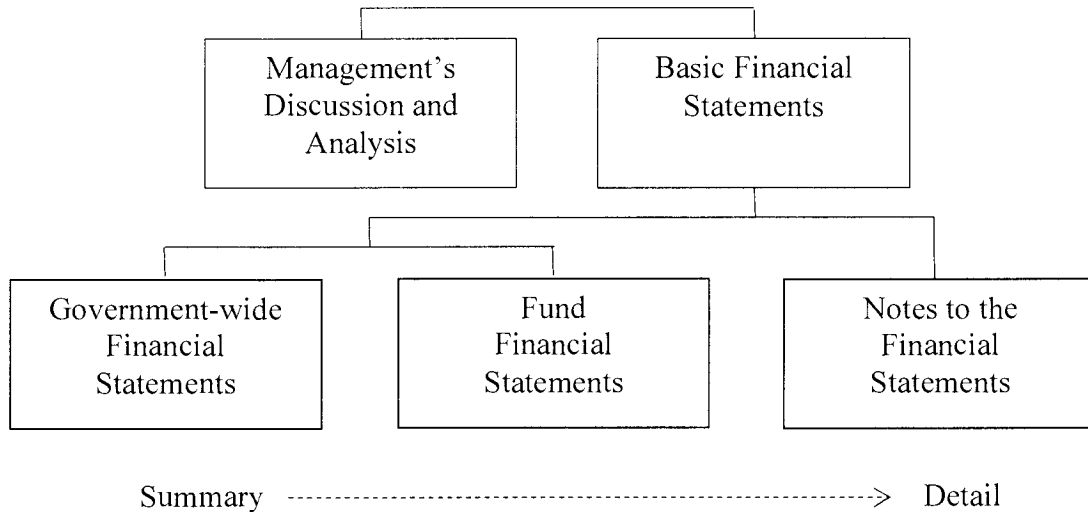 Management's
Discussion and
Analysis
Basic Financial
Statements
Government-wide
Financial
Statements
Fund
Financial
Statements
Notes to the
Financial
Statements
Summary
Detail